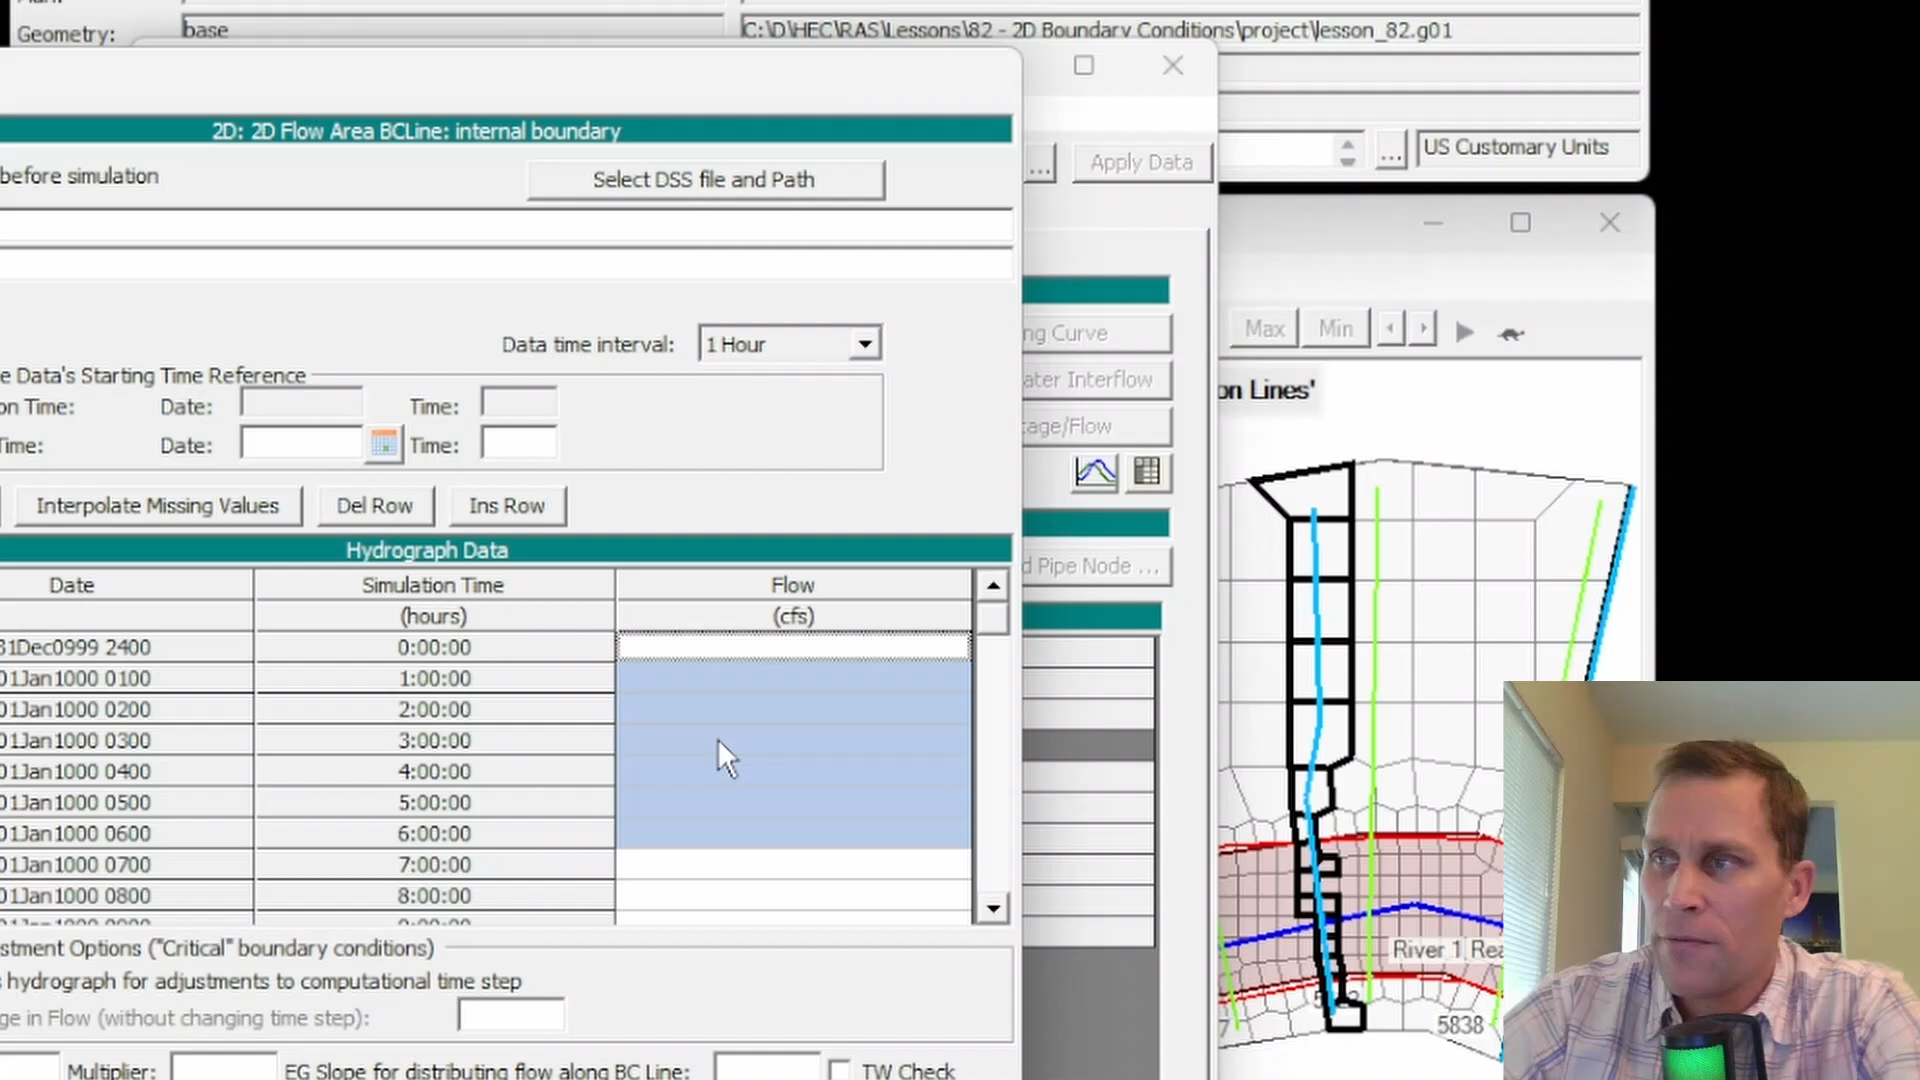 Geometry: base C:\D\HEC\RAS\Lessons\82 - 2D Boundary Conditions\project\lesson_82.g01
2D: 2D Flow Area BCLine: internal boundary
before simulation Select DSS file and Path
... Apply Data
... US Customary Units
Data time interval: 1 Hour
ng Curve
Max Min
e Data's Starting Time Reference
ater Interflow
on Lines'
on Time: Date: Time:
Time: Date: Time:
tage/Flow
Interpolate Missing Values Del Row Ins Row
Hydrograph Data
d Pipe Node ...
Date Simulation Time Flow
(hours) (cfs)
31Dec0999 2400 0:00:00
01Jan1000 0100 1:00:00
01Jan1000 0200 2:00:00
01Jan1000 0300 3:00:00
01Jan1000 0400 4:00:00
01Jan1000 0500 5:00:00
01Jan1000 0600 6:00:00
01Jan1000 0700 7:00:00
01Jan1000 0800 8:00:00
River 1 Rea
5838
stment Options ("Critical" boundary conditions)
s hydrograph for adjustments to computational time step
ge in Flow (without changing time step):
Multiplier: EG Slope for distributing flow along BC Line: TW Check